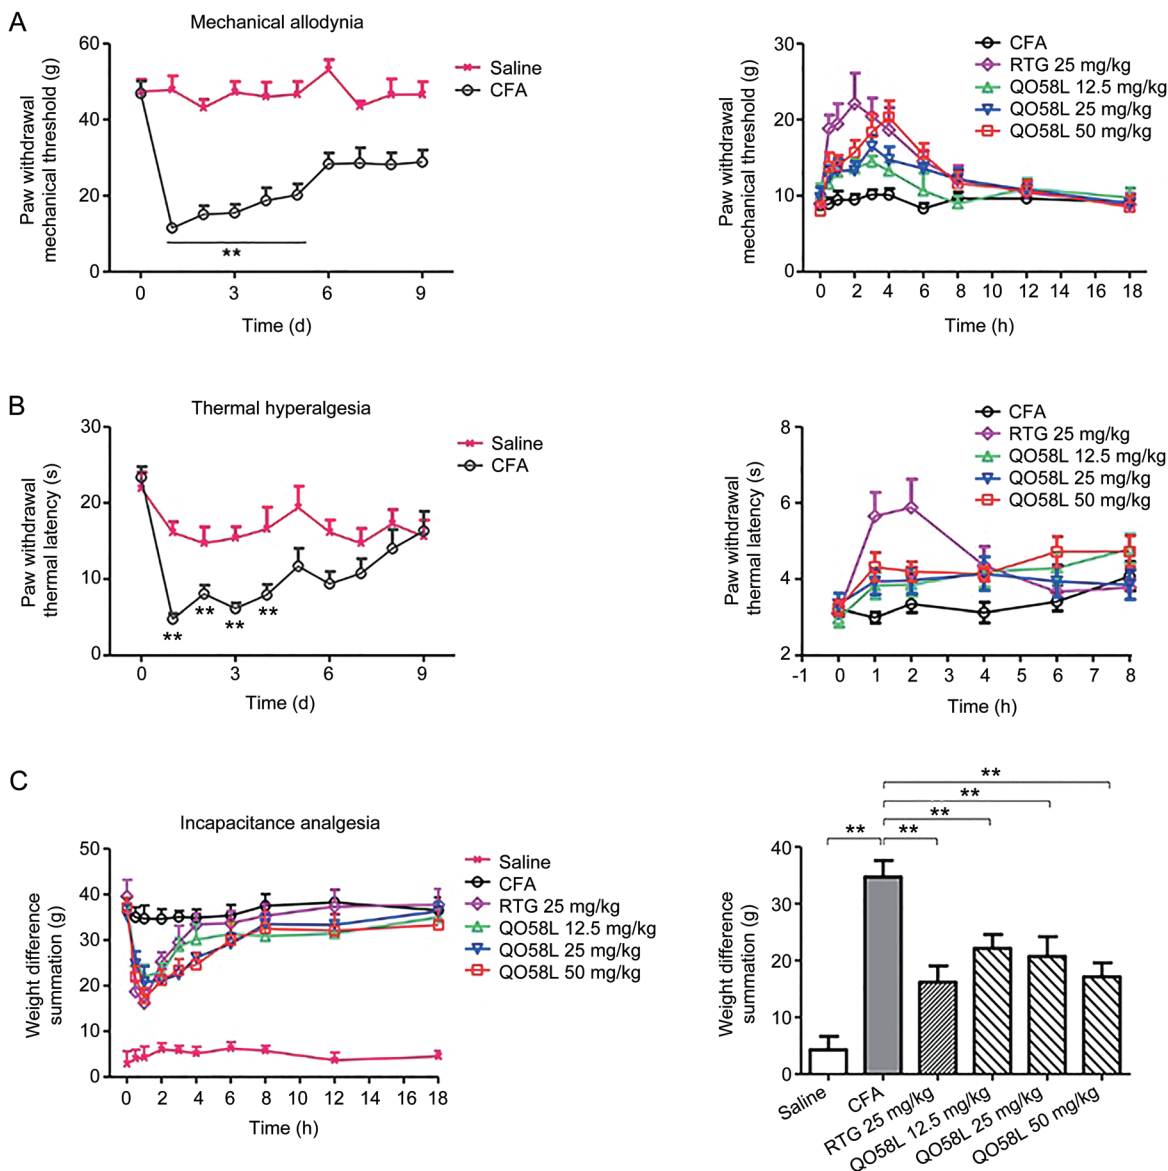 A
Mechanical allodynia
Paw withdrawal
mechanical threshold (g)
60
40
20
0
0 3 6 9
Time (d)
Saline
CFA
**
Paw withdrawal
mechanical threshold (g)
30
20
10
0
0 2 4 6 8 10 12 14 16 18
Time (h)
CFA
RTG 25 mg/kg
QO58L 12.5 mg/kg
QO58L 25 mg/kg
QO58L 50 mg/kg
B
Thermal hyperalgesia
Paw withdrawal
thermal latency (s)
30
20
10
0
0 3 6 9
Time (d)
Saline
CFA
** ** ** **
Paw withdrawal
thermal latency (s)
8
6
4
2
-1 0 1 2 3 4 5 6 7 8
Time (h)
CFA
RTG 25 mg/kg
QO58L 12.5 mg/kg
QO58L 25 mg/kg
QO58L 50 mg/kg
C
Incapacitance analgesia
Weight difference
summation (g)
50
40
30
20
10
0
0 2 4 6 8 10 12 14 16 18
Time (h)
Saline
CFA
RTG 25 mg/kg
QO58L 12.5 mg/kg
QO58L 25 mg/kg
QO58L 50 mg/kg
**
**
**
** **
Weight difference
summation (g)
40
30
20
10
0
Saline
CFA
RTG 25 mg/kg
QO58L 12.5 mg/kg
QO58L 25 mg/kg
QO58L 50 mg/kg